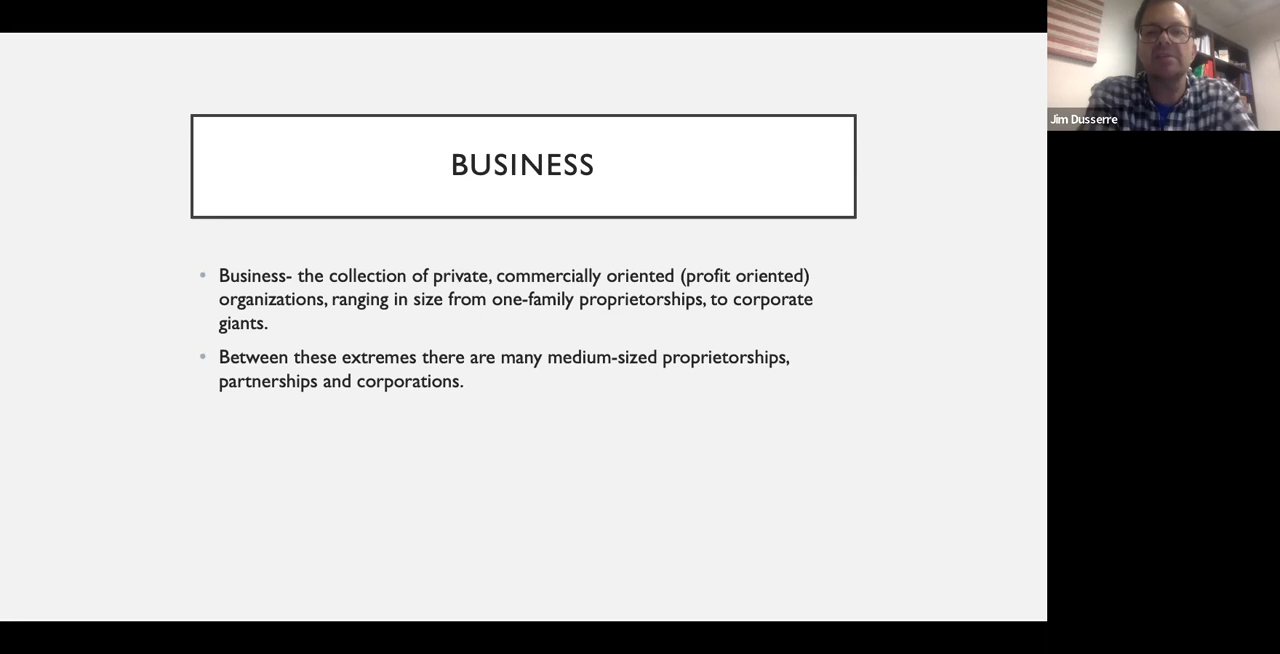 BUSINESS
Business- the collection of private, commercially oriented (profit oriented)
organizations, ranging in size from one-family proprietorships, to corporate
giants.
Between these extremes there are many medium-sized proprietorships,
partnerships and corporations.
Jim Dusserre